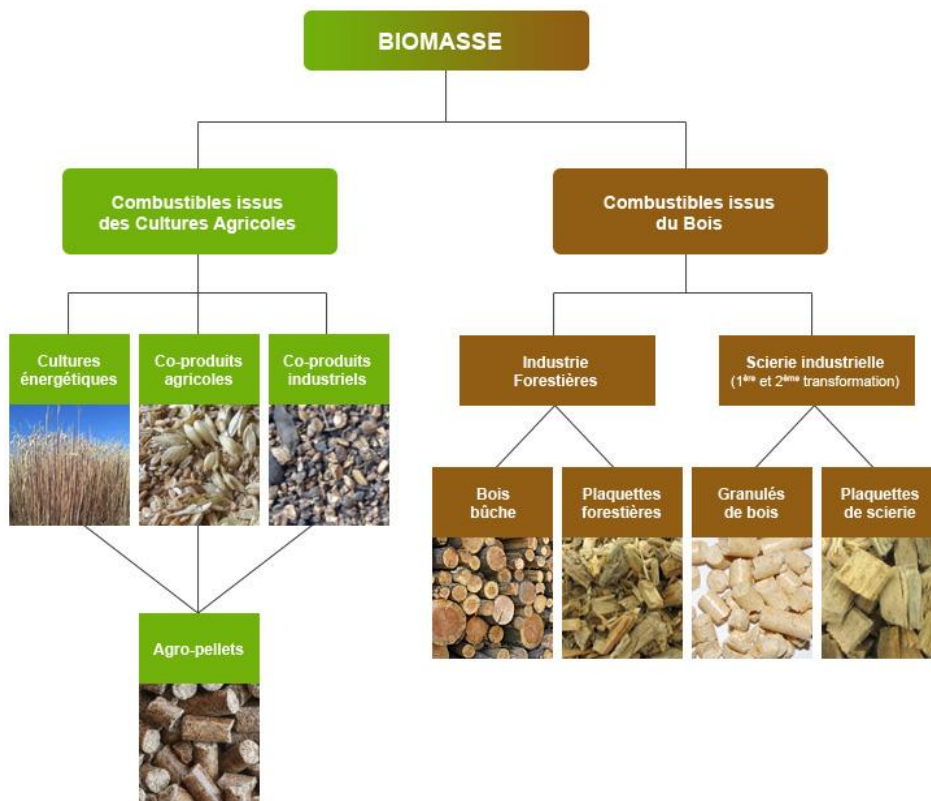 BIOMASSE
Combustibles issus
des Cultures Agricoles
Combustibles issus
du Bois
Cultures
énergétiques
Co-produits
agricoles
Co-produits
industriels
Industrie
Forestières
Scierie industrielle
(1ère et 2ème transformation)
Bois
bûche
Plaquettes
forestières
Granulés
de bois
Plaquettes
de scierie
Agro-pellets